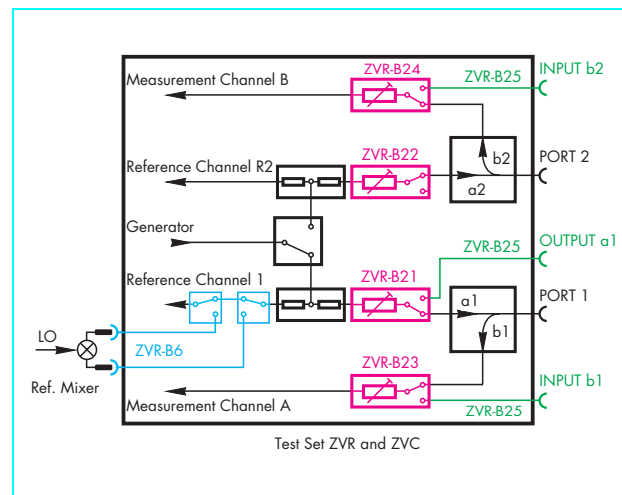 ZVR-B24
ZVR-B25
INPUT b2
Measurement Channel B
ZVR-B22
b2
PORT 2
Reference Channel R2
a2
Generator
ZVR-B25
OUTPUT a1
Reference Channel 1
ZVR-B21
a1
PORT 1
LO
ZVR-B6
b1
ZVR-B23
Ref. Mixer
INPUT b1
Measurement Channel A
ZVR-B25
Test Set ZVR and ZVC